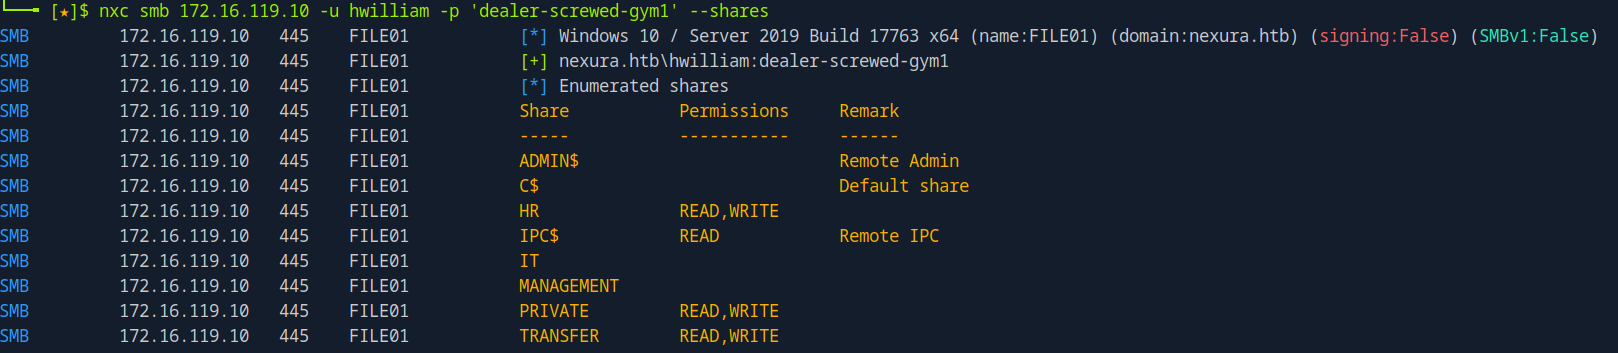 [★]$ nxc smb 172.16.119.10 -u hwilliam -p 'dealer-screwed-gym1' --shares
SMB 172.16.119.10 445 FILE01 [*] Windows 10 / Server 2019 Build 17763 x64 (name:FILE01) (domain:nexura.htb) (signing:False) (SMBv1:False)
SMB 172.16.119.10 445 FILE01 [+] nexura.htb\hwilliam:dealer-screwed-gym1
SMB 172.16.119.10 445 FILE01 [*] Enumerated shares
SMB 172.16.119.10 445 FILE01 Share Permissions Remark
SMB 172.16.119.10 445 FILE01 ----- ----------- ------
SMB 172.16.119.10 445 FILE01 ADMIN$ Remote Admin
SMB 172.16.119.10 445 FILE01 C$ Default share
SMB 172.16.119.10 445 FILE01 HR READ,WRITE
SMB 172.16.119.10 445 FILE01 IPC$ READ Remote IPC
SMB 172.16.119.10 445 FILE01 IT
SMB 172.16.119.10 445 FILE01 MANAGEMENT
SMB 172.16.119.10 445 FILE01 PRIVATE READ,WRITE
SMB 172.16.119.10 445 FILE01 TRANSFER READ,WRITE